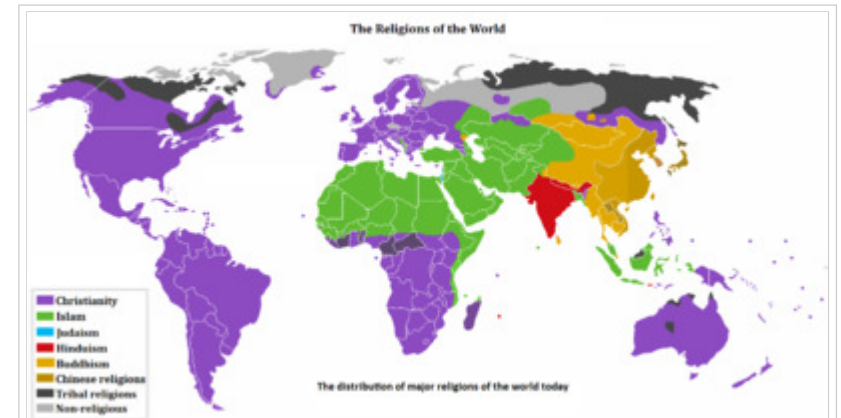 The Religions of the World
Christianity
Islam
Judaism
Hinduism
Buddhism
Chinese religions
Tribal religions
Non-religious
The distribution of major religions of the world today